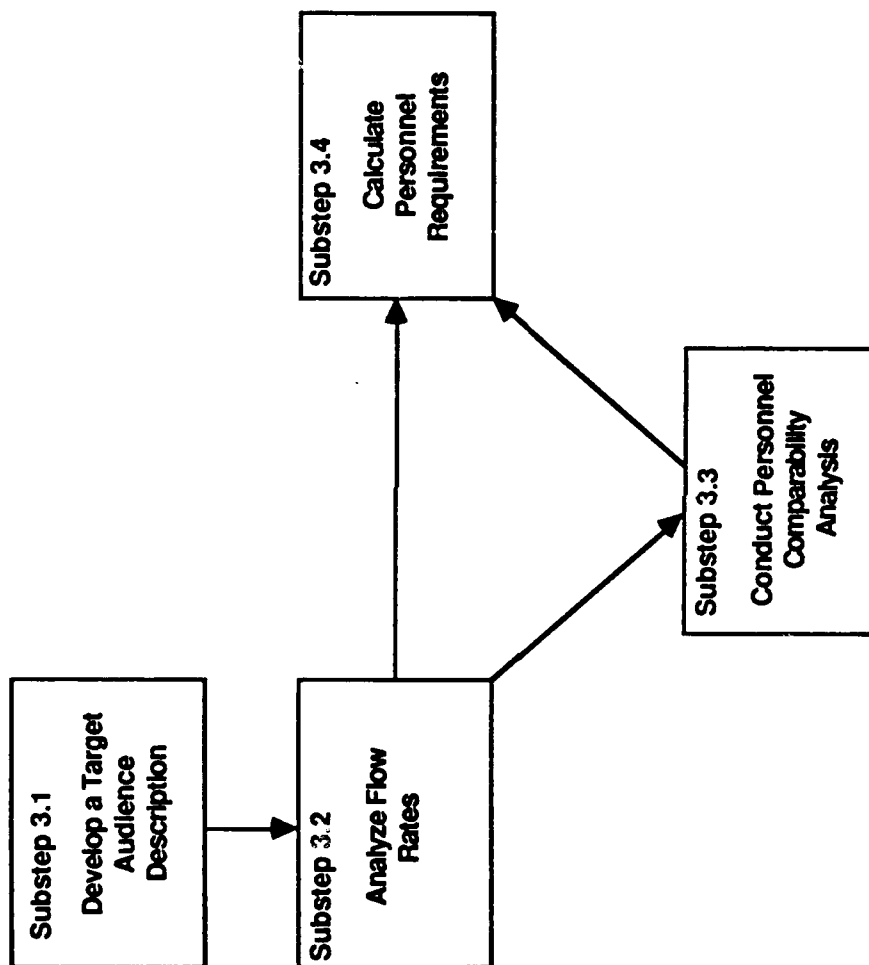 Substep 3.1
Develop a Target
Audience
Description
Substep 3.2
Analyze Flow
Rates
Substep 3.3
Conduct Personnel
Comparability
Analysis
Substep 3.4
Calculate
Personnel
Requirements